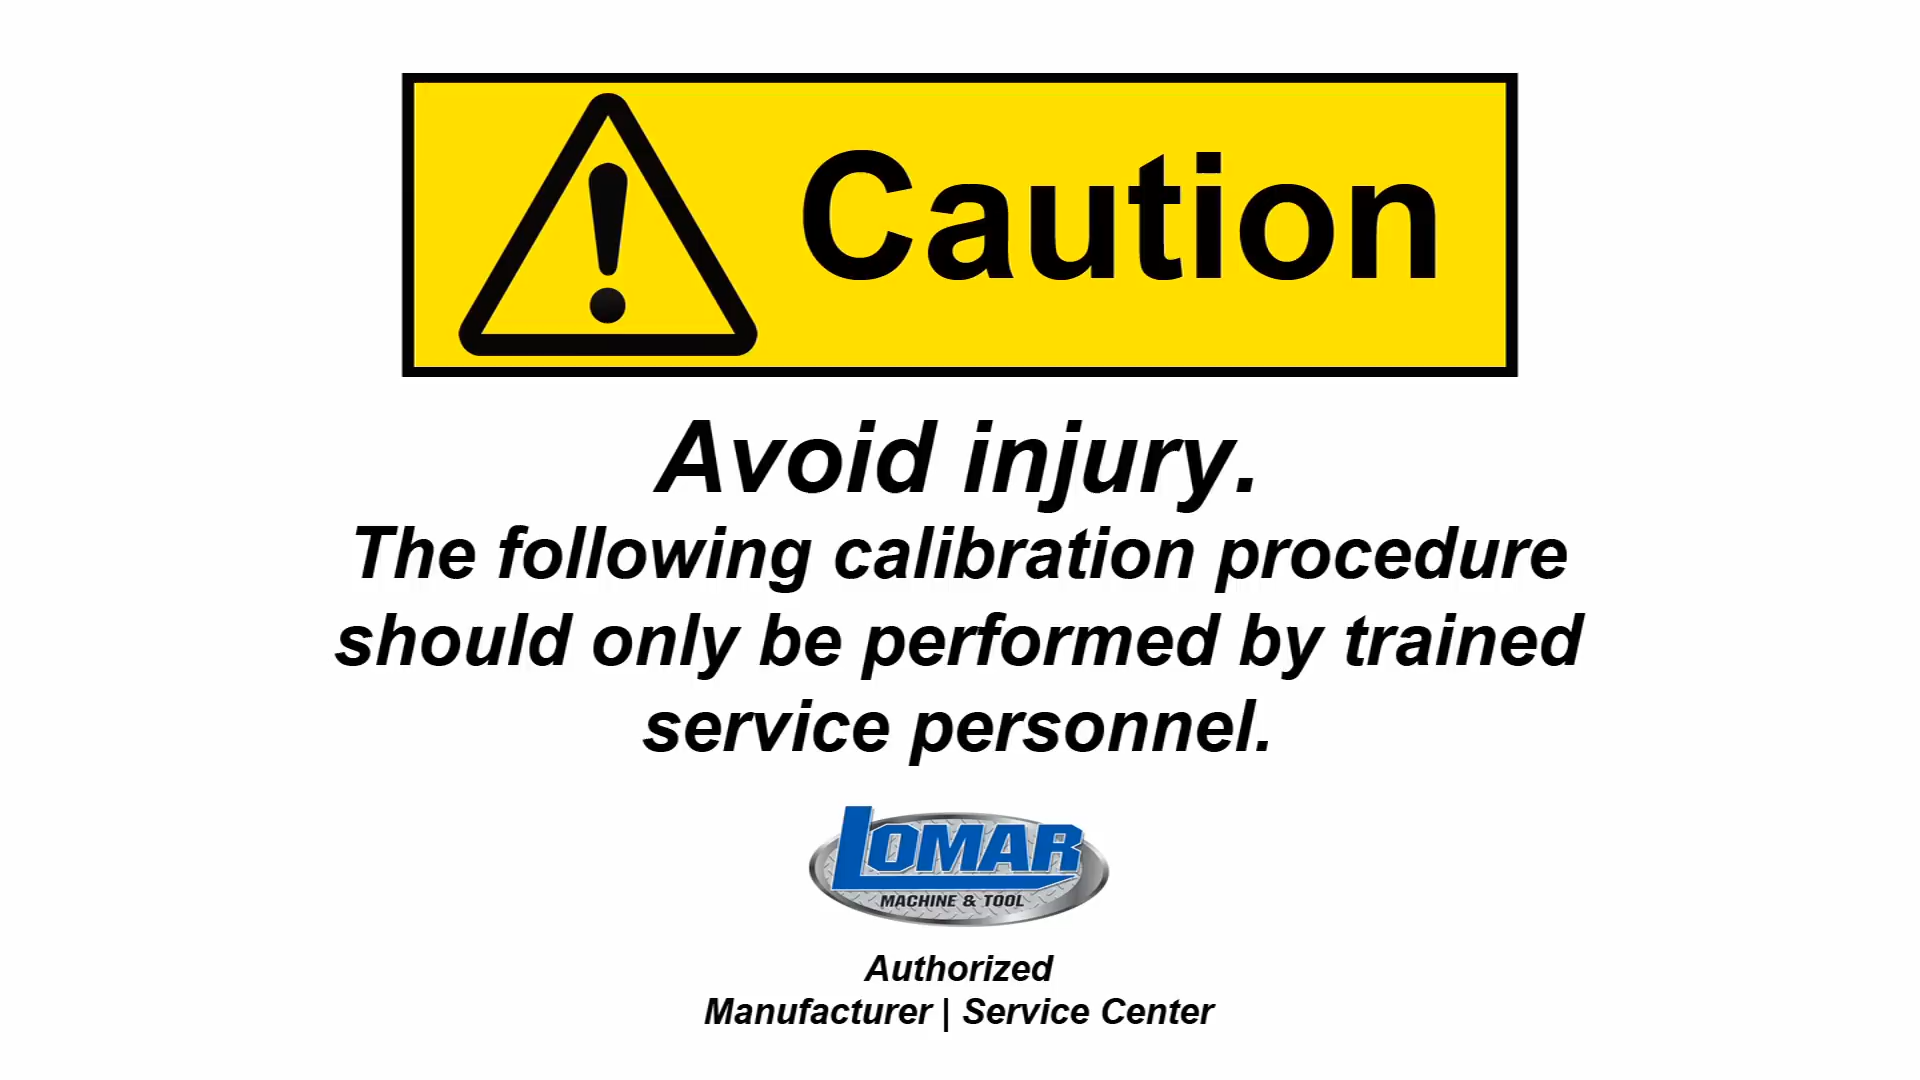 Caution
Avoid injury.
The following calibration procedure
should only be performed by trained
service personnel.
LOMAR
MACHINE & TOOL
Authorized
Manufacturer | Service Center